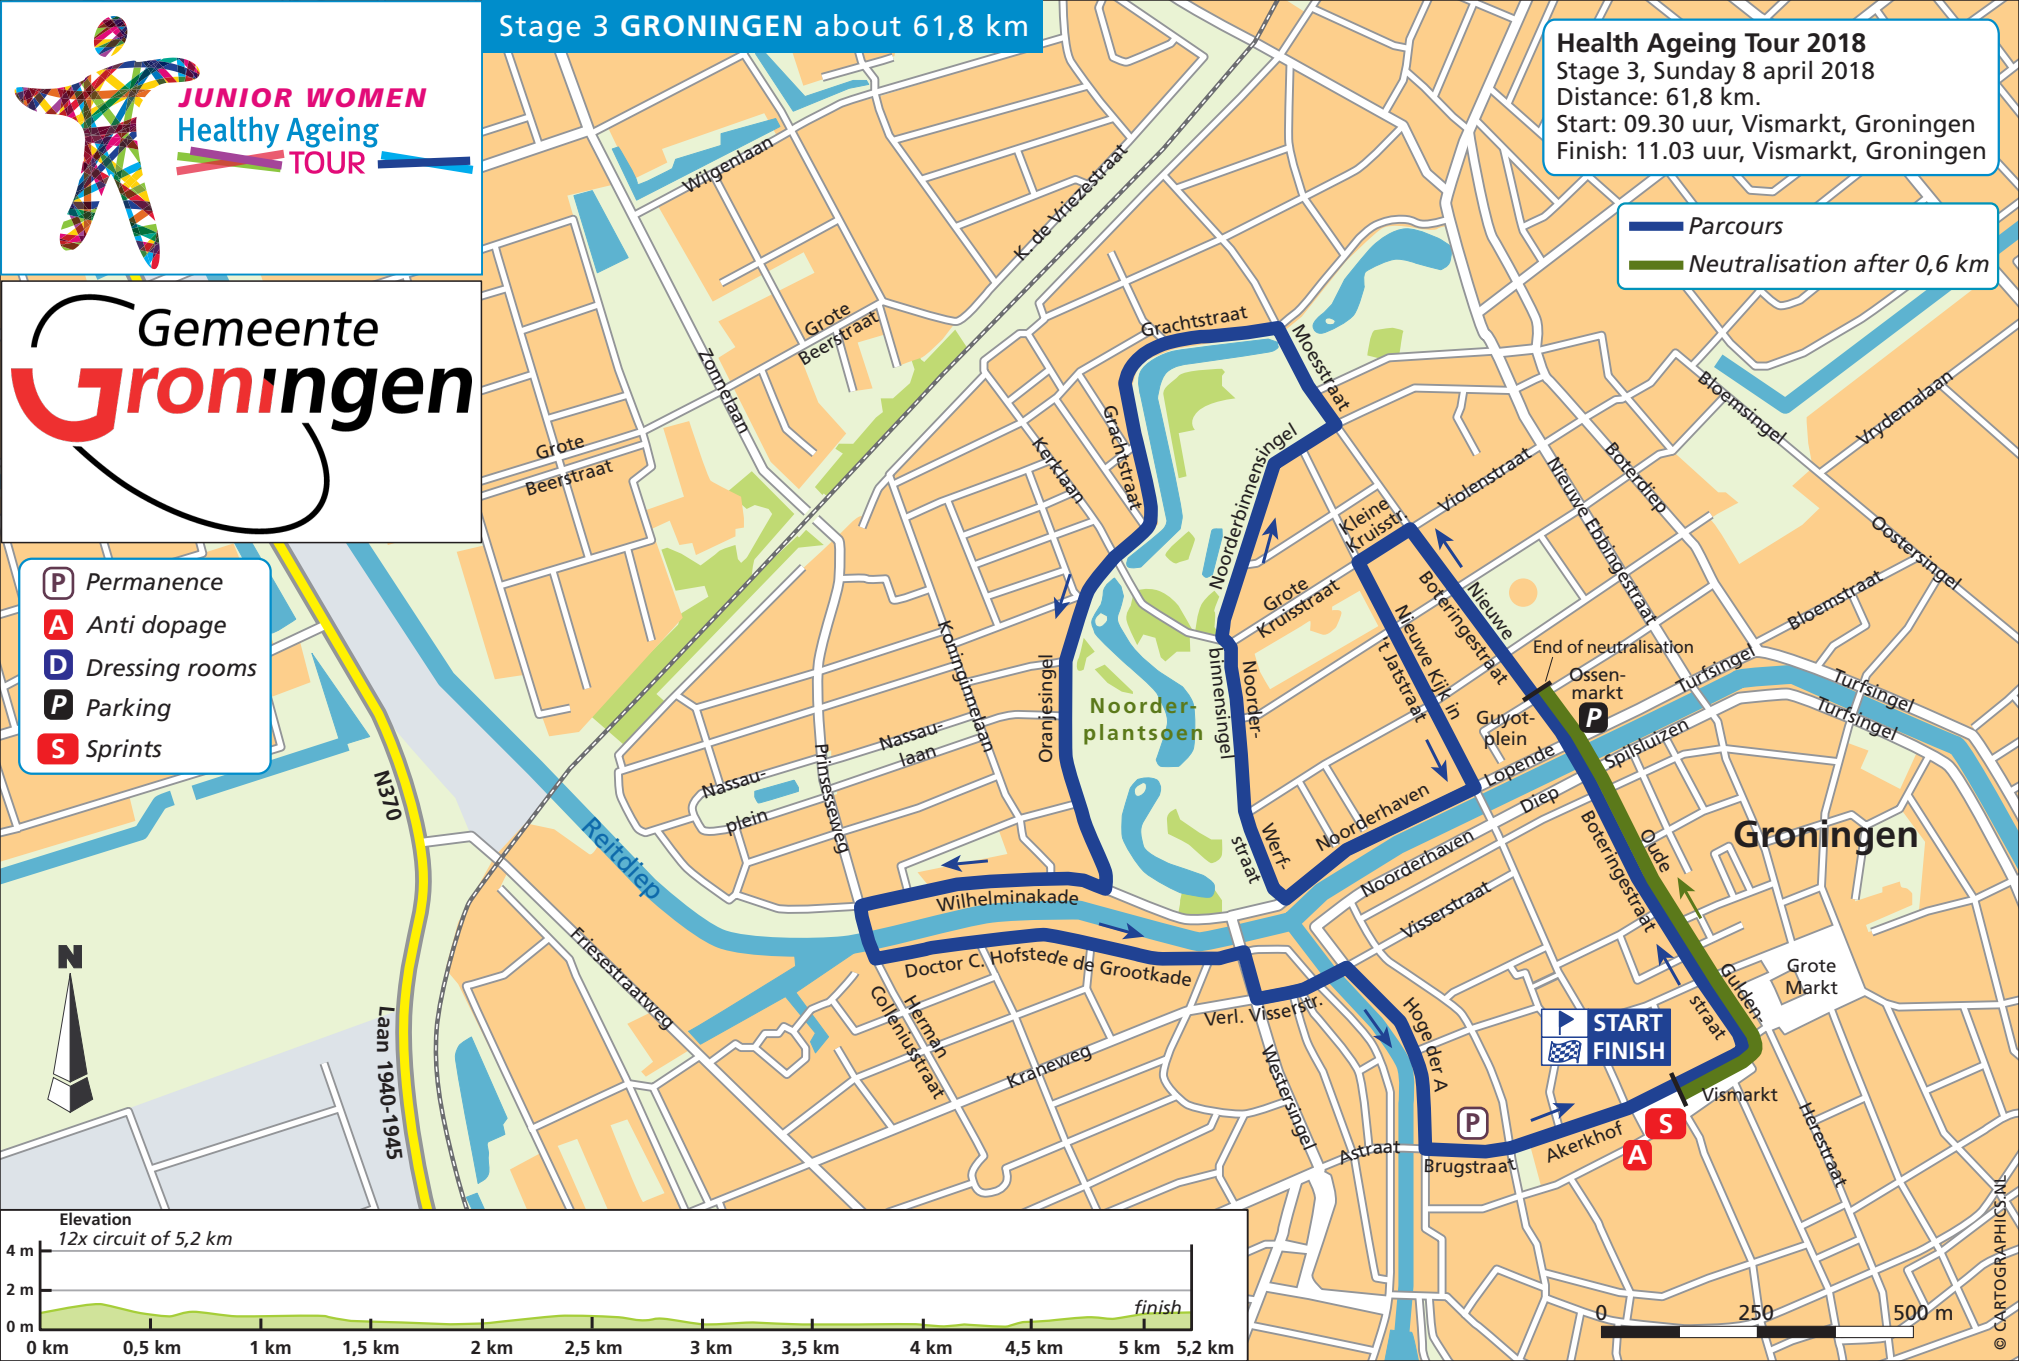 Stage 3 GRONINGEN about 61,8 km
JUNIOR WOMEN
Healthy Ageing
TOUR
Gemeente
Groningen
Health Ageing Tour 2018
Stage 3, Sunday 8 april 2018
Distance: 61,8 km.
Start: 09.30 uur, Vismarkt, Groningen
Finish: 11.03 uur, Vismarkt, Groningen
Parcours
Neutralisation after 0,6 km
P Permanence
A Anti dopage
D Dressing rooms
P Parking
S Sprints
Wilgenlaan
K. de Vriezestraat
Grote
Beerstraat
Zonnelaan
Grote
Beerstraat
Grachtstraat
Moesstraat
Grachtstraat
Kerklaan
Noorderbinnensingel
Kleine
Kruisstr.
Violenstraat
Nieuwe Ebbingestraat
Boterdiep
Bloemsingel
Vrydemalaan
Oostersingel
Bloemstraat
Grote
Kruisstraat
Nieuwe
Boteringestraat
Nieuwe Kijk in
't Jatstraat
End of neutralisation
Ossen-
markt
P
Guyot-
plein
Turfsingel
Turfsingel
Turfsingel
Lopende
Diep
Spilsluizen
Koninginnelaan
Oranjesingel
Noorder-
plantsoen
Noorder-
binnensingel
Nassau-
laan
Nassau-
plein
Prinsesseweg
N370
Reitdiep
Werf-
straat
Noorderhaven
Noorderhaven
Oude
Boteringestraat
Groningen
Wilhelminakade
Visserstraat
Friesestraatweg
Doctor C. Hofstede de Grootkade
Gulden-
straat
Grote
Markt
N
Laan 1940-1945
Herman
Colleniusstraat
Verl. Visserstr.
Hoge der A
START
FINISH
Kraneweg
Westersingel
Vismarkt
P
S
A
Astraat
Brugstraat
Akerkhof
Herestraat
Elevation
12x circuit of 5,2 km
4 m
2 m
0 m
finish
0 km 0,5 km 1 km 1,5 km 2 km 2,5 km 3 km 3,5 km 4 km 4,5 km 5 km 5,2 km
0 250 500 m
© CARTOGRAPHICS.NL